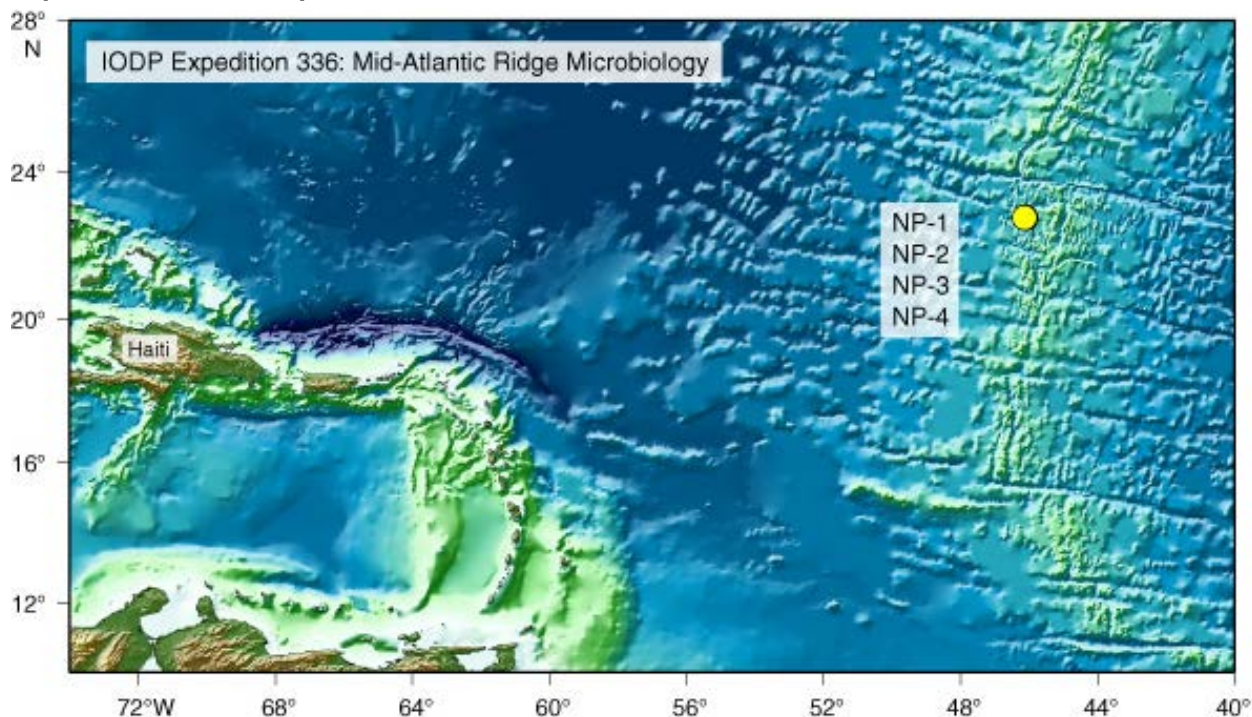 28°
N
IODP Expedition 336: Mid-Atlantic Ridge Microbiology
24°
NP-1
NP-2
NP-3
NP-4
20°
Haiti
16°
12°
72°W 68° 64° 60° 56° 52° 48° 44° 40°